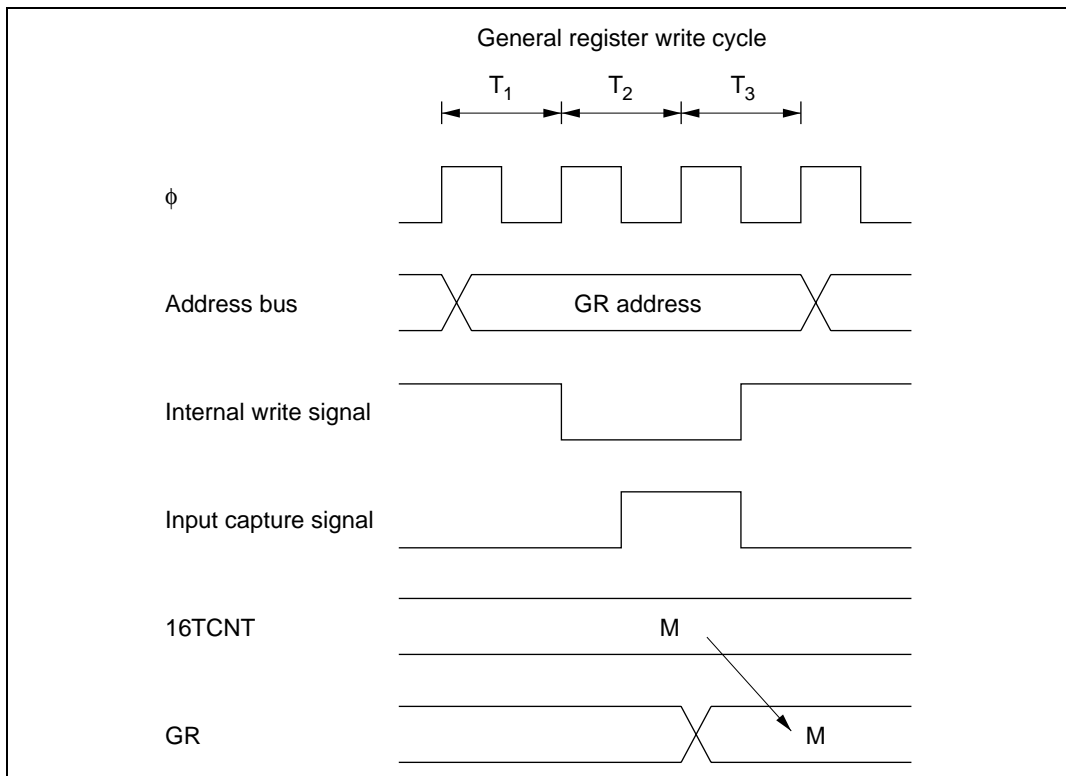 General register write cycle
T1 T2 T3
φ
Address bus
GR address
Internal write signal
Input capture signal
16TCNT
M
GR
M